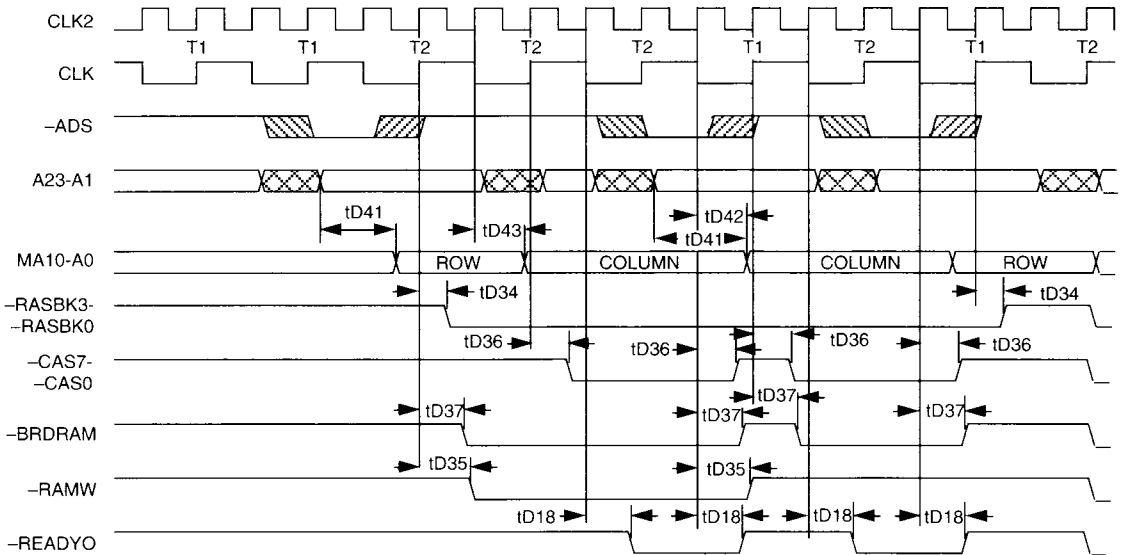 CLK2
T1 T1 T2 T2 T2 T1 T2 T1 T2
CLK
–ADS
A23-A1
tD41 tD43 tD42 tD41
MA10-A0 ROW COLUMN COLUMN ROW
–RASBK3- tD34 tD34
–RASBK0
–CAS7- tD36 tD36 tD36 tD36
–CAS0
tD37 tD37 tD37 tD37
–BRDRAM
tD35 tD35
–RAMW
tD18 tD18 tD18 tD18
–READYO